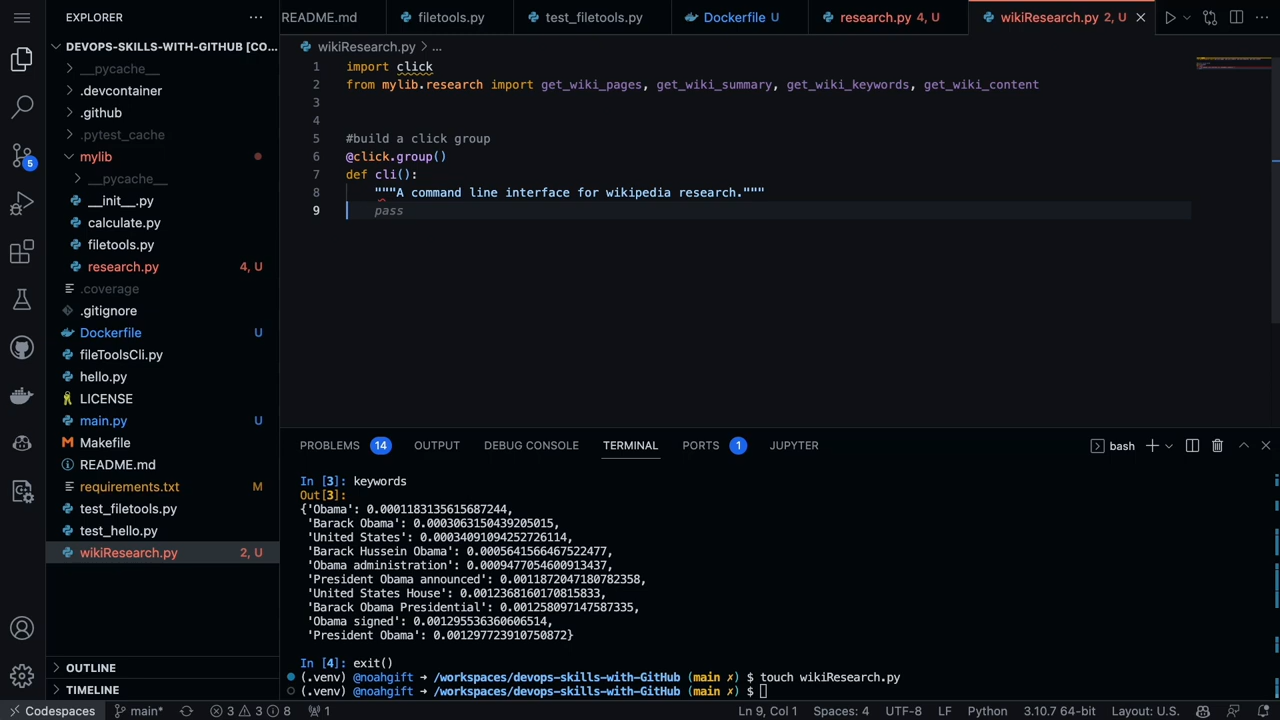 EXPLORER
README.md
filetools.py
test_filetools.py
Dockerfile U
research.py 4, U
wikiResearch.py 2, U
DEVOPS-SKILLS-WITH-GITHUB [CO...
__pycache__
.devcontainer
.github
.pytest_cache
mylib
__pycache__
__init__.py
calculate.py
filetools.py
research.py 4, U
.coverage
.gitignore
Dockerfile U
fileToolsCli.py
hello.py
LICENSE
main.py U
Makefile
README.md
requirements.txt M
test_filetools.py
test_hello.py
wikiResearch.py 2, U
OUTLINE
TIMELINE
5
wikiResearch.py > ...
1 import click
2 from mylib.research import get_wiki_pages, get_wiki_summary, get_wiki_keywords, get_wiki_content
3
4
5 #build a click group
6 @click.group()
7 def cli():
8 """A command line interface for wikipedia research."""
9 pass
PROBLEMS 14 OUTPUT DEBUG CONSOLE TERMINAL PORTS 1 JUPYTER
bash
In [3]: keywords
Out[3]:
{'Obama': 0.0001183135615687244,
'Barack Obama': 0.0003063150439205015,
'United States': 0.00034091094252726114,
'Barack Hussein Obama': 0.0005641566467522477,
'Obama administration': 0.0009477054600913437,
'President Obama announced': 0.0011872047180782358,
'United States House': 0.0012368160170815833,
'Barack Obama Presidential': 0.001258097147587335,
'Obama signed': 0.001295536360606514,
'President Obama': 0.001297723910750872}
In [4]: exit()
(.venv) @noahgift ➜ /workspaces/devops-skills-with-GitHub (main ✗) $ touch wikiResearch.py
(.venv) @noahgift ➜ /workspaces/devops-skills-with-GitHub (main ✗) $
Codespaces main* 3 3 8 1 Ln 9, Col 1 Spaces: 4 UTF-8 LF Python 3.10.7 64-bit Layout: U.S.